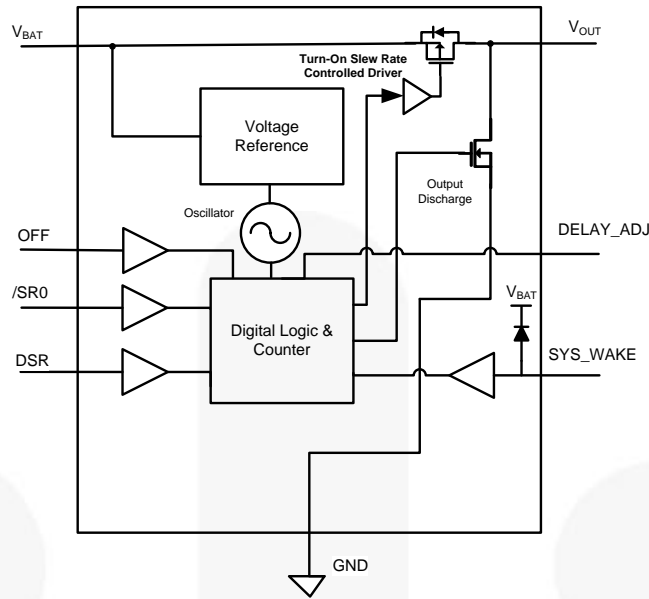 VBAT
VOUT
Turn-On Slew Rate
Controlled Driver
Voltage
Reference
Output
Discharge
Oscillator
OFF
DELAY_ADJ
/SR0
VBAT
Digital Logic &
Counter
DSR
SYS_WAKE
GND